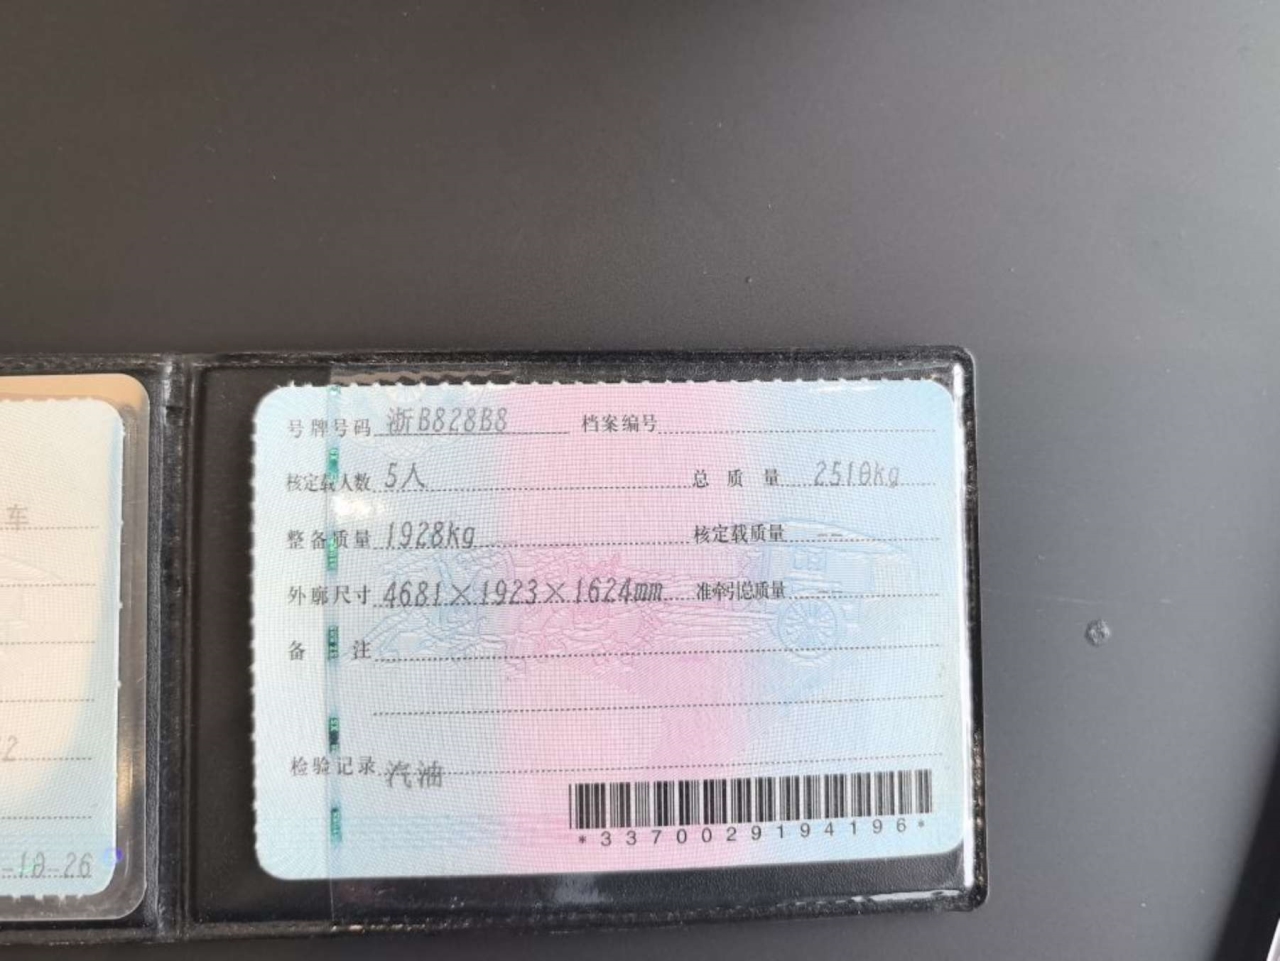 号牌号码 浙B828B8 档案编号
核定载人数 5人 总质量 2510kg
整备质量 1928kg 核定载质量 --
外廓尺寸 4681×1923×1624mm 准牵引总质量 --
备注
检验记录 汽油
*3370029194196*
车
2
-10-26